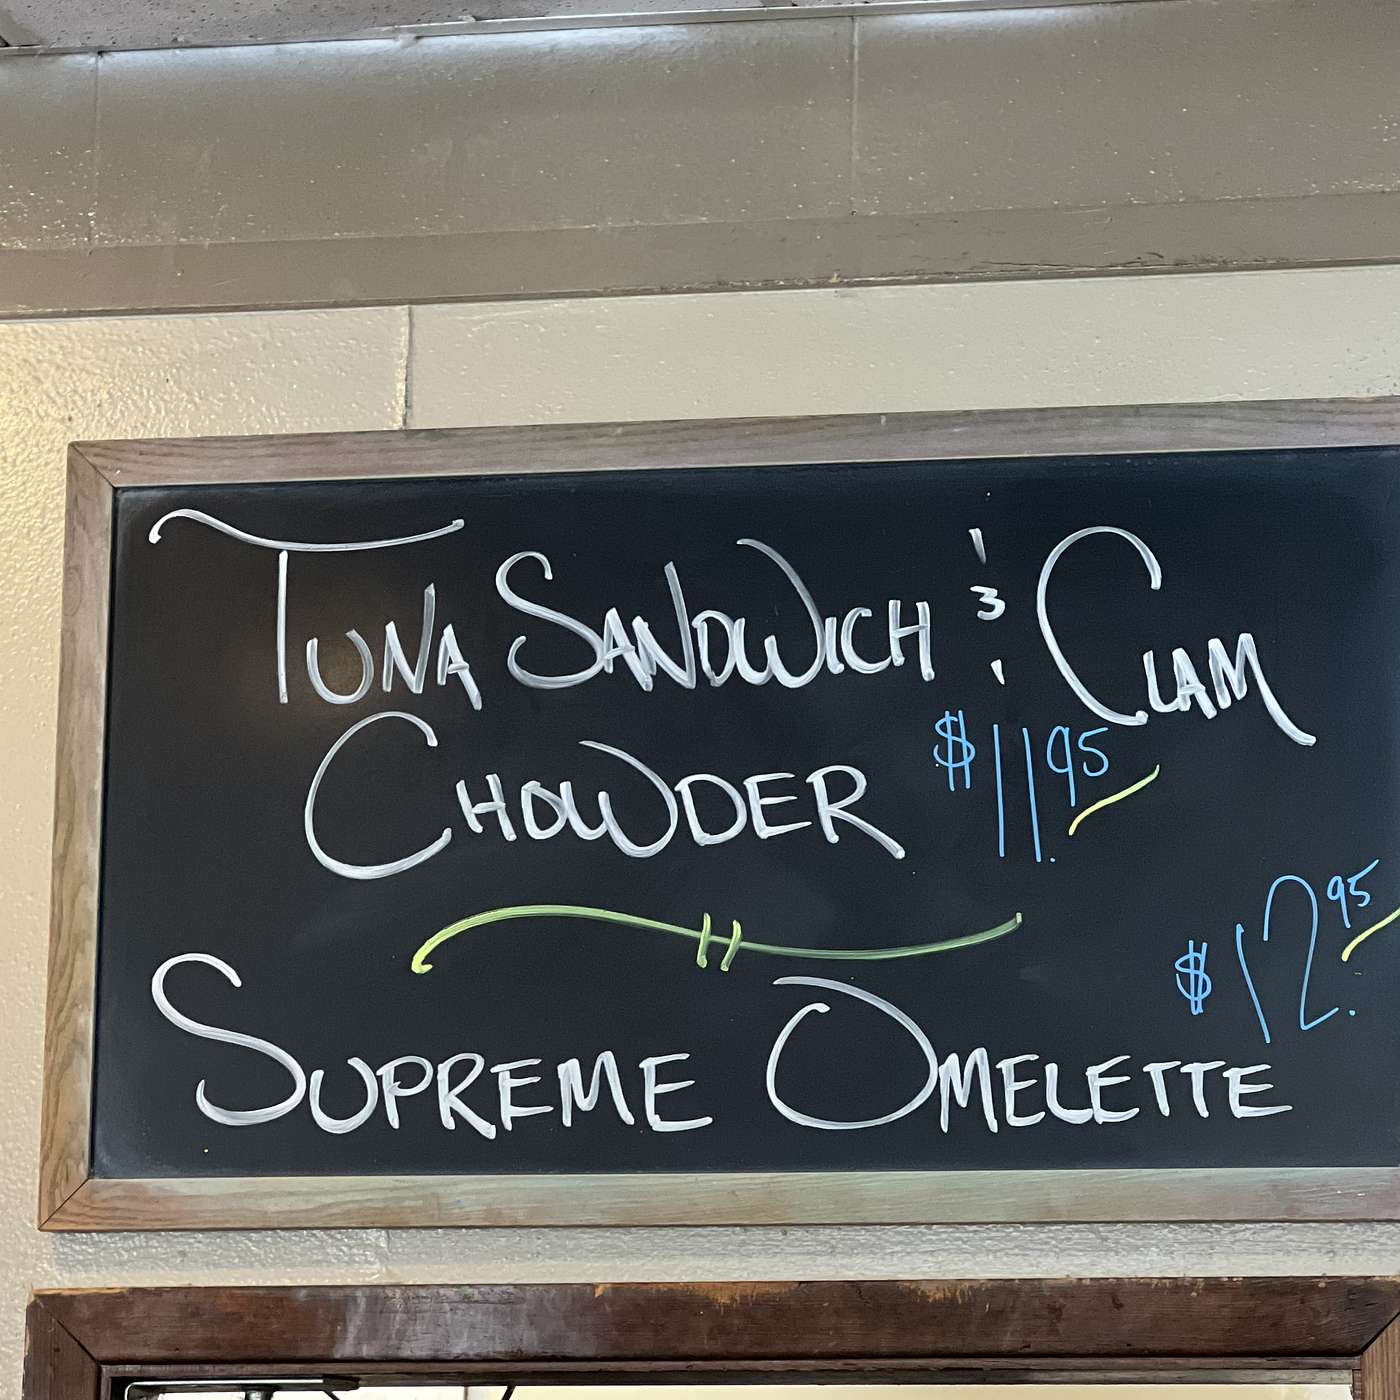 Tuna Sandwich & Clam
Chowder $11.95
$12.95
Supreme Omelette